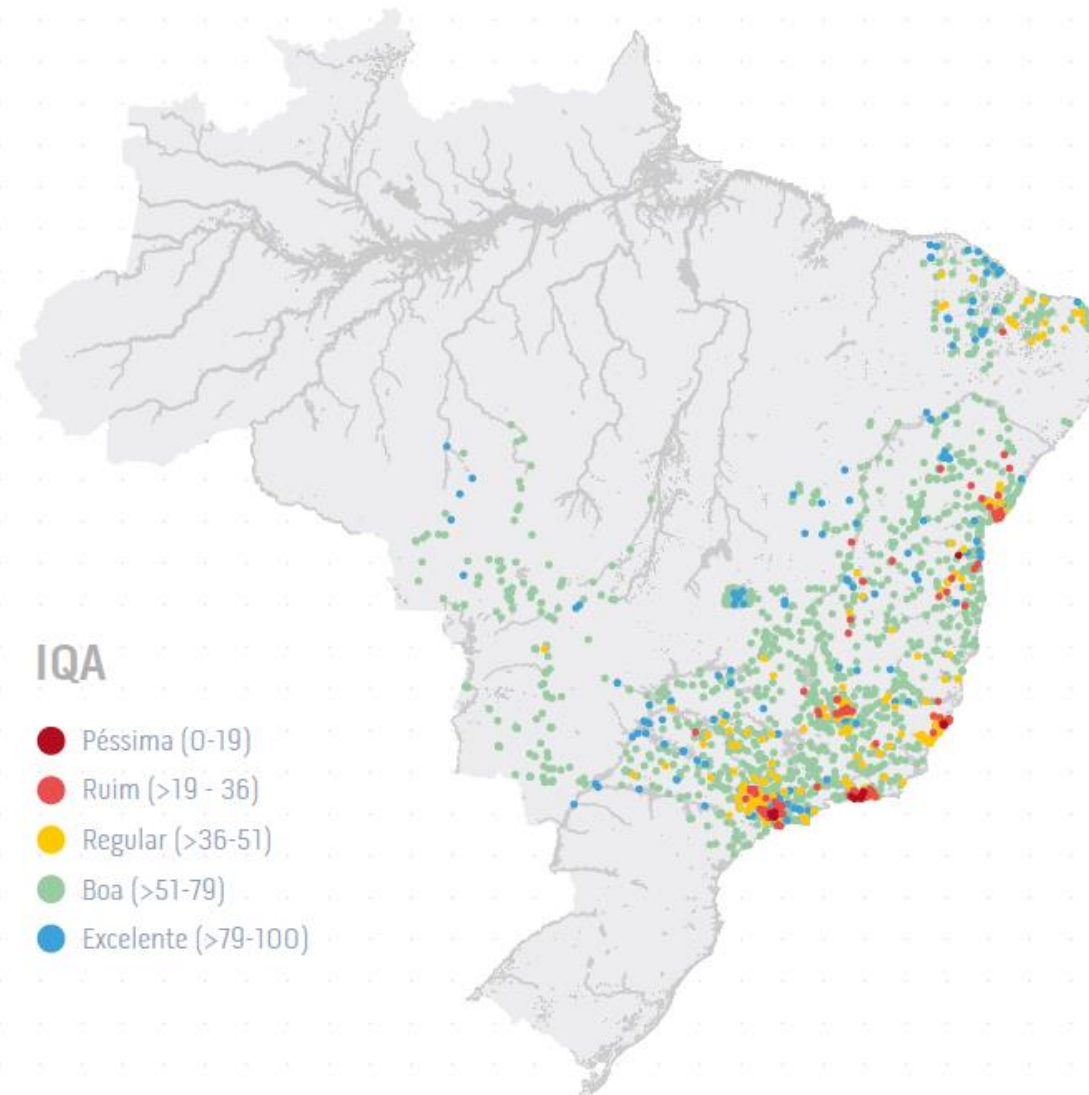 IQA
Péssima (0-19)
Ruim (>19 - 36)
Regular (>36-51)
Boa (>51-79)
Excelente (>79-100)